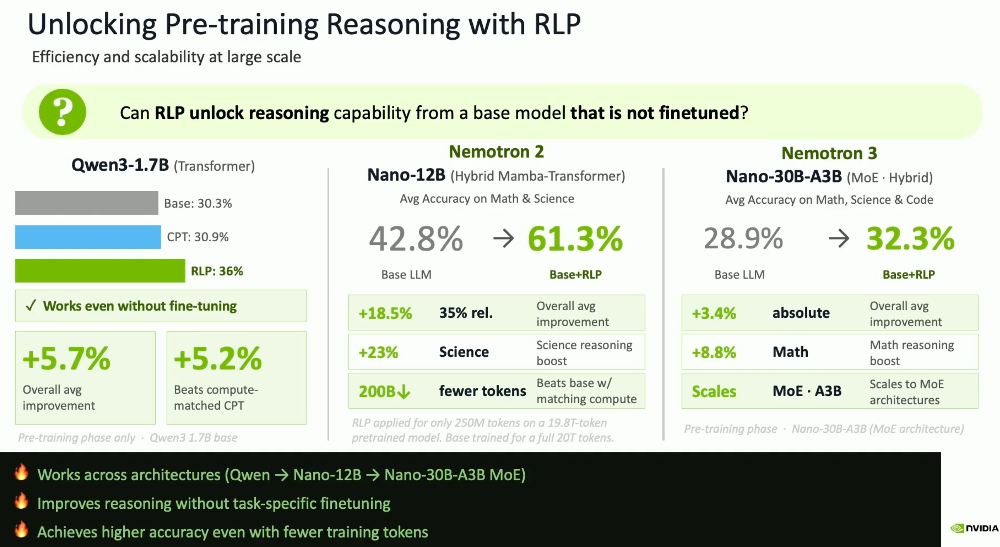 Unlocking Pre-training Reasoning with RLP
Efficiency and scalability at large scale
?
Can RLP unlock reasoning capability from a base model that is not finetuned?
Qwen3-1.7B (Transformer)
Base: 30.3%
CPT: 30.9%
RLP: 36%
✓ Works even without fine-tuning
+5.7%
Overall avg
improvement
+5.2%
Beats compute-
matched CPT
Pre-training phase only · Qwen3 1.7B base
Nemotron 2
Nano-12B (Hybrid Mamba-Transformer)
Avg Accuracy on Math & Science
42.8% → 61.3%
Base LLM Base+RLP
+18.5% 35% rel. Overall avg
improvement
+23% Science Science reasoning
boost
200B↓ fewer tokens Beats base w/
matching compute
RLP applied for only 250M tokens on a 19.8T-token
pretrained model. Base trained for a full 20T tokens.
Nemotron 3
Nano-30B-A3B (MoE · Hybrid)
Avg Accuracy on Math, Science & Code
28.9% → 32.3%
Base LLM Base+RLP
+3.4% absolute Overall avg
improvement
+8.8% Math Math reasoning
boost
Scales MoE · A3B Scales to MoE
architectures
Pre-training phase · Nano-30B-A3B (MoE architecture)
🔥 Works across architectures (Qwen → Nano-12B → Nano-30B-A3B MoE)
🔥 Improves reasoning without task-specific finetuning
🔥 Achieves higher accuracy even with fewer training tokens
NVIDIA